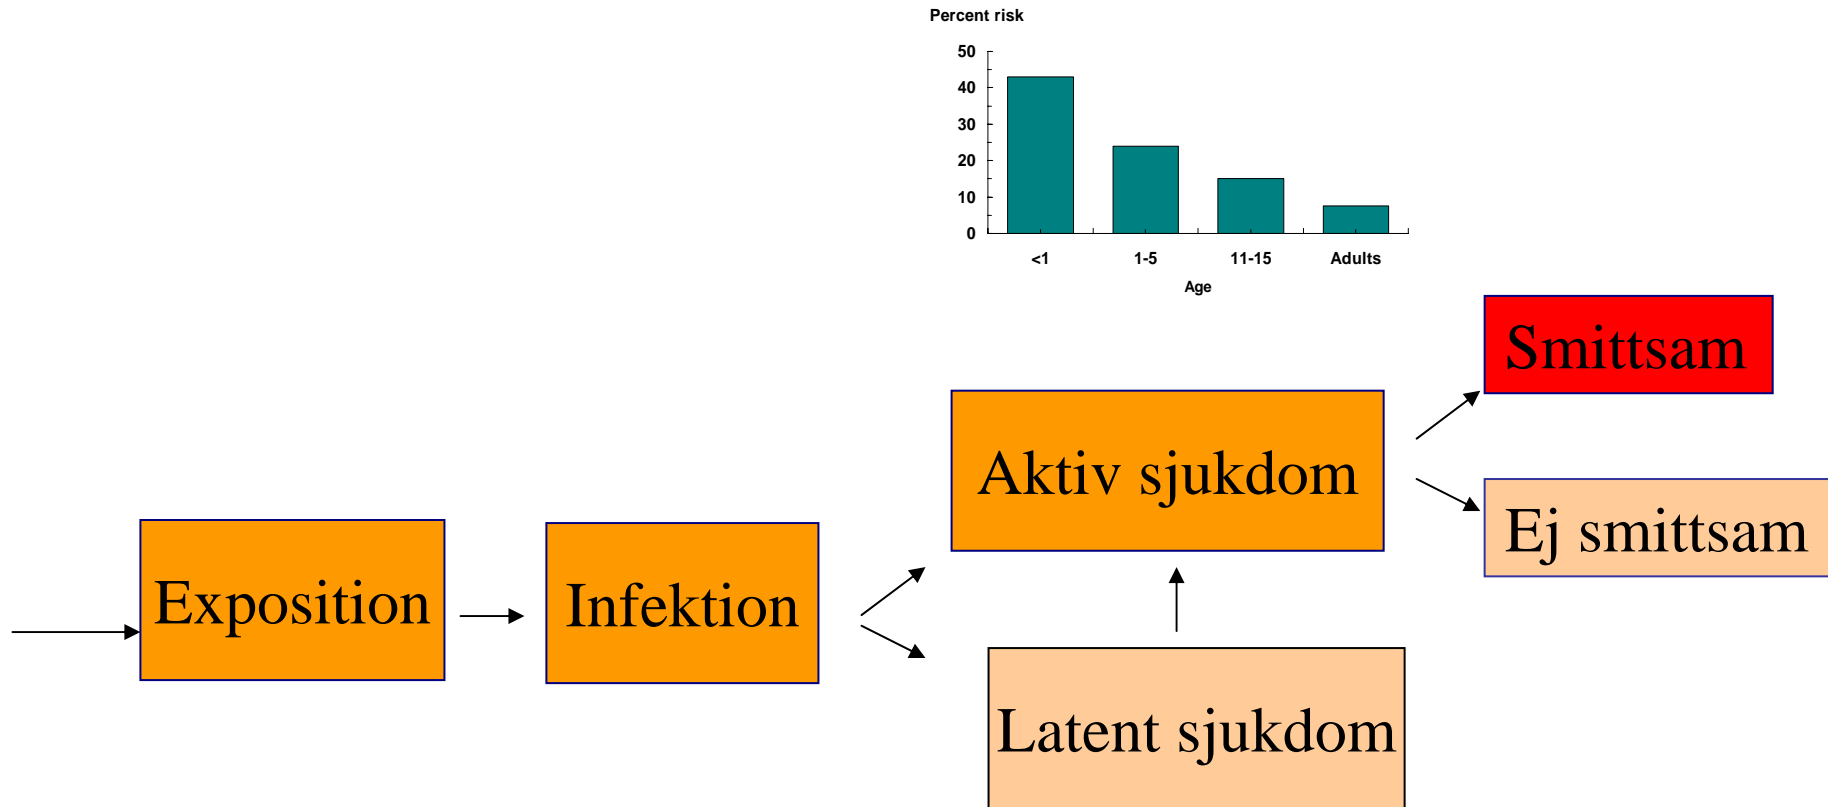 Percent risk
50
40
30
20
10
0
<1 1-5 11-15 Adults
Age
Smittsam
Aktiv sjukdom
Ej smittsam
Exposition
Infektion
Latent sjukdom